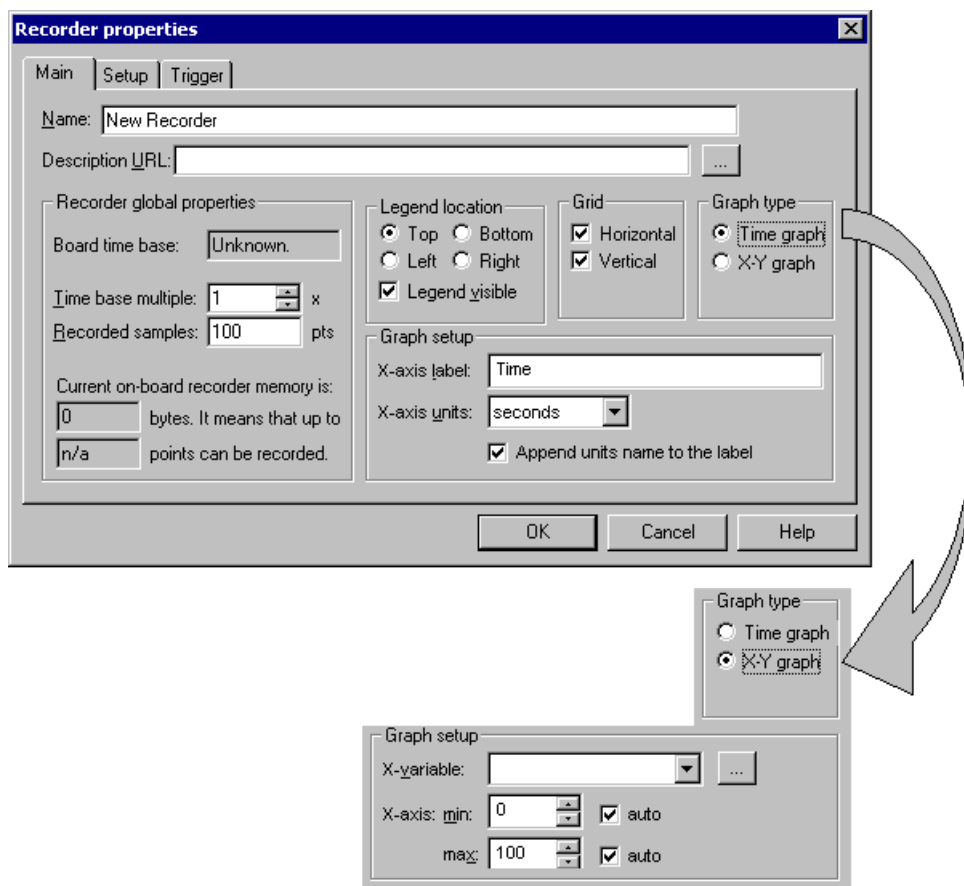 Recorder properties
Main Setup Trigger
Name: New Recorder
Description URL: ...
Recorder global properties
Board time base: Unknown.
Time base multiple: 1 x
Recorded samples: 100 pts
Current on-board recorder memory is:
0 bytes. It means that up to
n/a points can be recorded.
Legend location
Top Bottom
Left Right
Legend visible
Grid
Horizontal
Vertical
Graph type
Time graph
X-Y graph
Graph setup
X-axis label: Time
X-axis units: seconds
Append units name to the label
OK Cancel Help
Graph type
Time graph
X-Y graph
Graph setup
X-variable: ...
X-axis: min: 0 auto
max: 100 auto